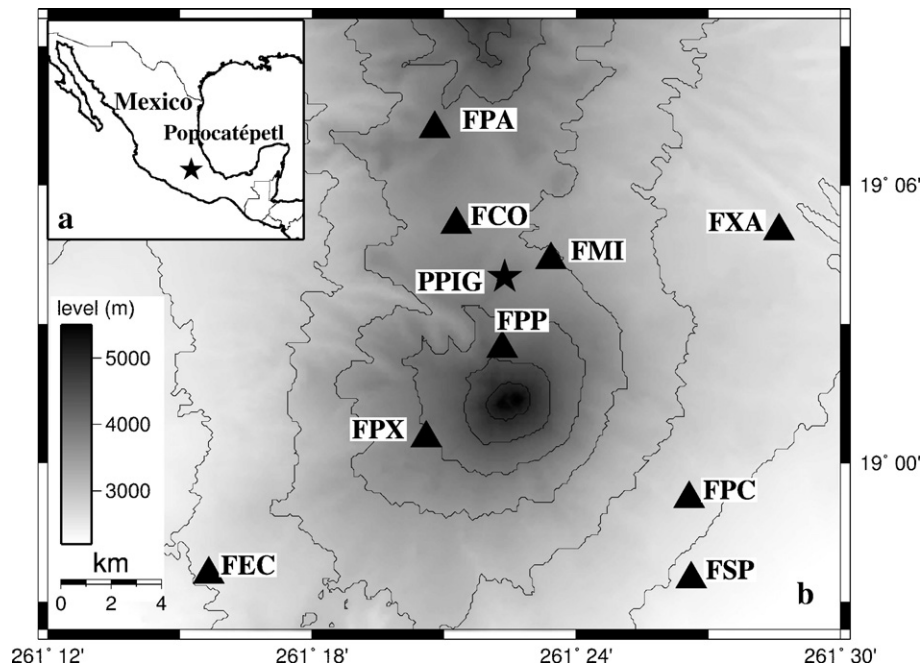 Mexico
Popocatépetl
a
FPA
19° 06'
FCO
FXA
FMI
PPIG
level (m)
FPP
5000
4000
FPX
3000
19° 00'
FPC
km
FEC
FSP
0 2 4
b
261° 12' 261° 18' 261° 24' 261° 30'